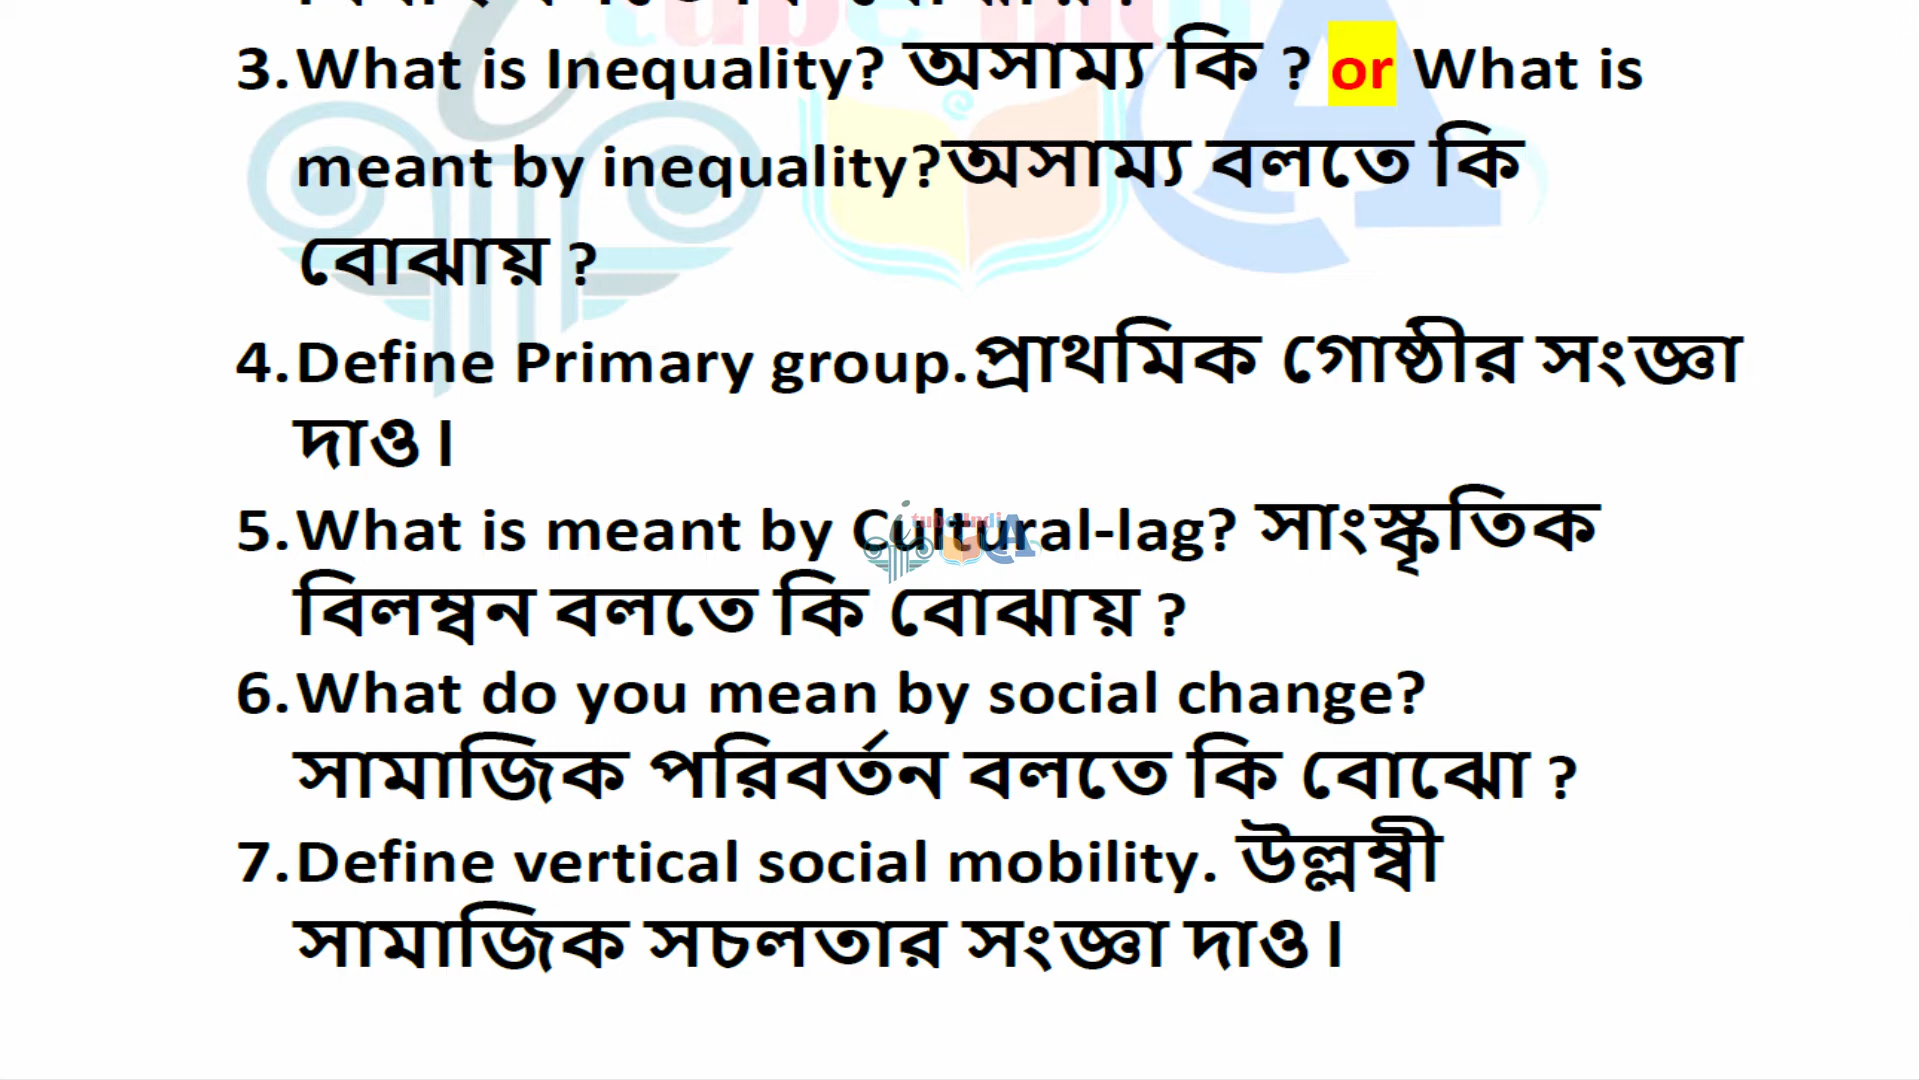 3.What is Inequality? অসাম্য কি ? or What is
meant by inequality?অসাম্য বলতে কি
বোঝায় ?
4.Define Primary group.প্রাথমিক গোষ্ঠীর সংজ্ঞা
দাও।
5.What is meant by Cultural-lag? সাংস্কৃতিক
বিলম্বন বলতে কি বোঝায় ?
6.What do you mean by social change?
সামাজিক পরিবর্তন বলতে কি বোঝো ?
7.Define vertical social mobility. উল্লম্বী
সামাজিক সচলতার সংজ্ঞা দাও।